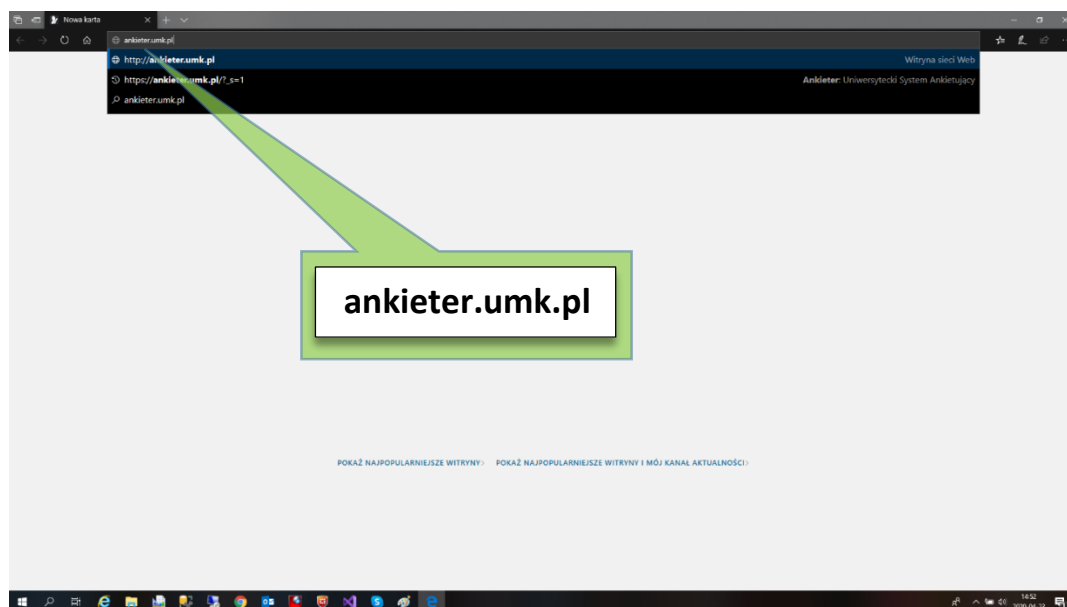 Nowa karta
ankieter.umk.pl
http://ankieter.umk.pl Witryna sieci Web
https://ankieter.umk.pl/?_s=1 Ankieter: Uniwersytecki System Ankietujący
ankieter.umk.pl
ankieter.umk.pl
POKAŻ NAJPOPULARNIEJSZE WITRYNY> POKAŻ NAJPOPULARNIEJSZE WITRYNY I MÓJ KANAŁ AKTUALNOŚCI>
14:52